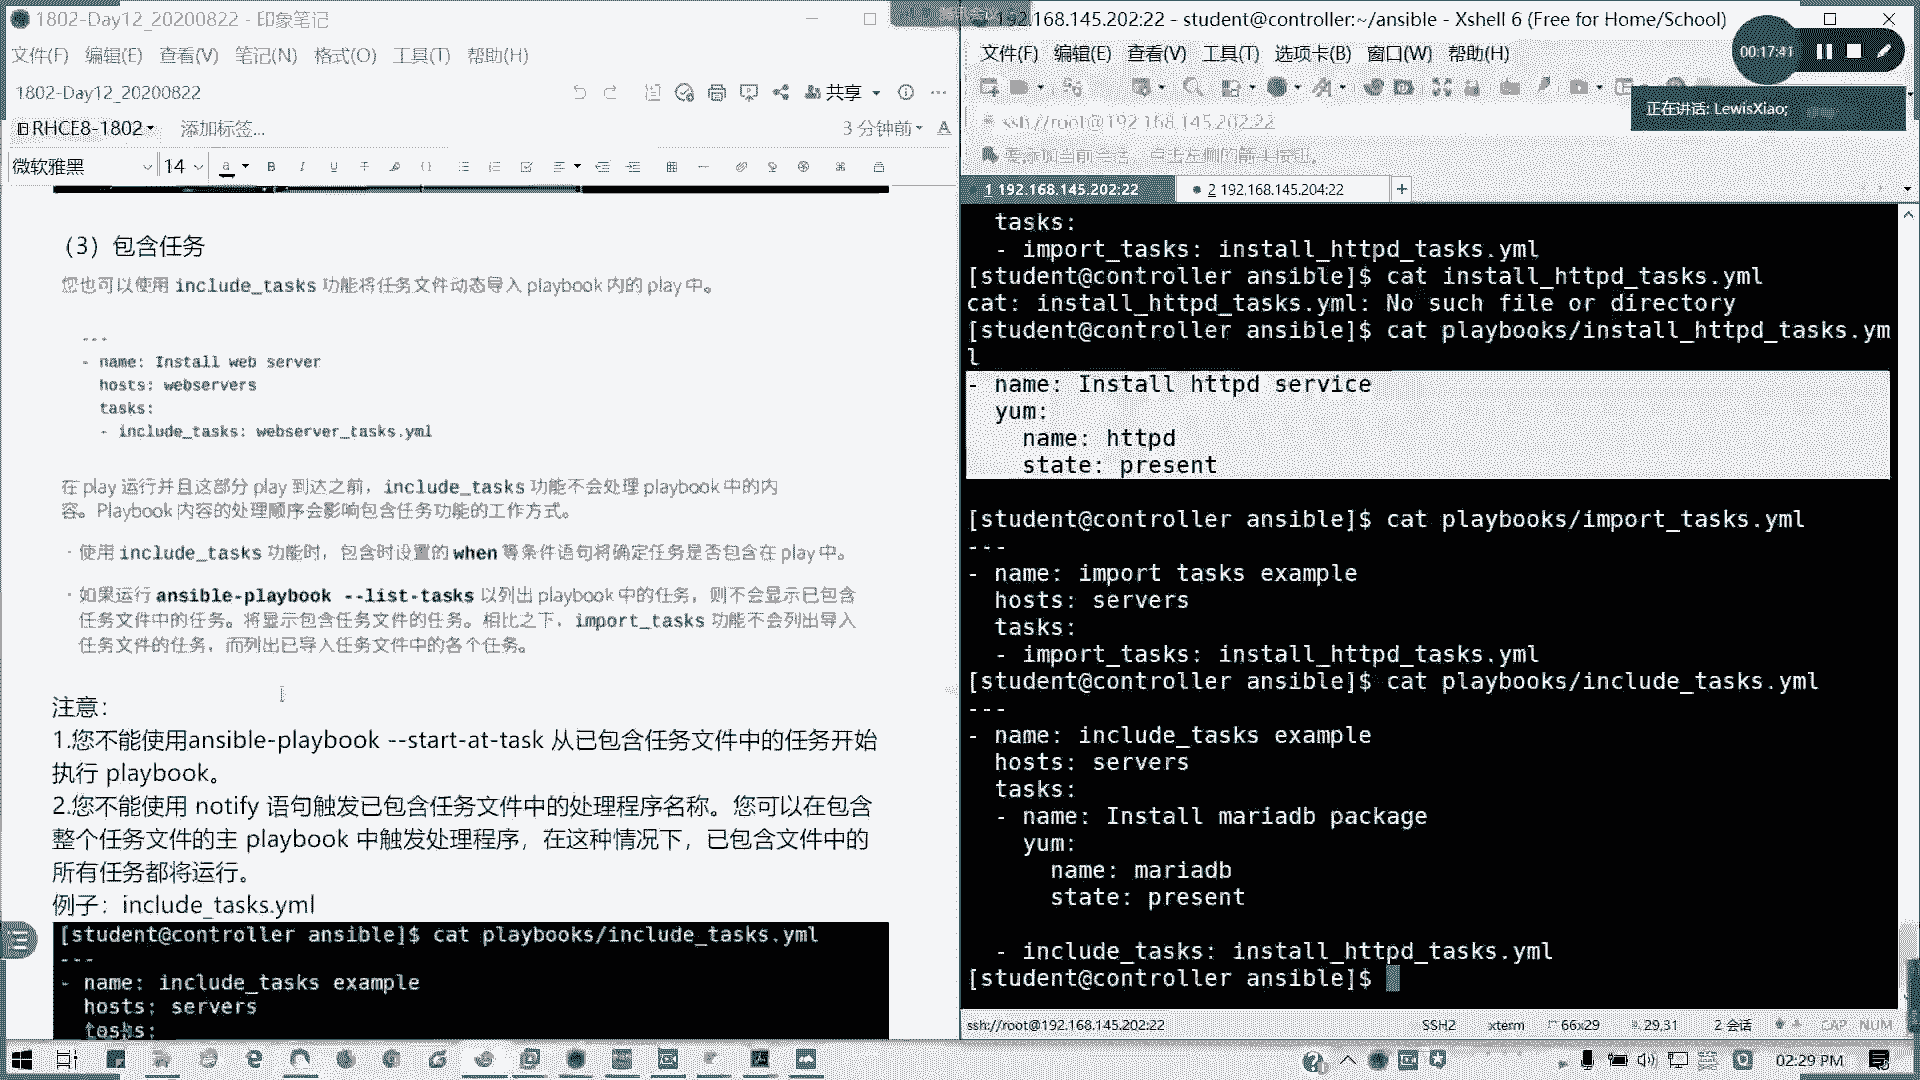 1802-Day12_20200822 - 印象笔记
文件(F) 编辑(E) 查看(V) 笔记(N) 格式(O) 工具(T) 帮助(H)
1802-Day12_20200822
共享
RHCE8-1802
添加标签...
3 分钟前
微软雅黑 14
（3）包含任务
您也可以使用 include_tasks 功能将任务文件动态导入 playbook 内的 play 中。
---
- name: Install web server
hosts: webservers
tasks:
- include_tasks: webserver_tasks.yml
在 play 运行并且这部分 play 到达之前，include_tasks 功能不会处理 playbook 中的内
容。Playbook 内容的处理顺序会影响包含任务功能的工作方式。
· 使用 include_tasks 功能时，包含时设置的 when 等条件语句将确定任务是否包含在 play 中。
· 如果运行 ansible-playbook --list-tasks 以列出 playbook 中的任务，则不会显示已包含
任务文件中的任务。将显示包含任务文件的任务。相比之下，import_tasks 功能不会列出导入
任务文件的任务，而列出已导入任务文件中的各个任务。
注意：
1.您不能使用ansible-playbook --start-at-task 从已包含任务文件中的任务开始
执行 playbook。
2.您不能使用 notify 语句触发已包含任务文件中的处理程序名称。您可以在包含
整个任务文件的主 playbook 中触发处理程序，在这种情况下，已包含文件中的
所有任务都将运行。
例子：include_tasks.yml
[student@controller ansible]$ cat playbooks/include_tasks.yml
---
- name: include_tasks example
hosts: servers
tasks:
192.168.145.202:22 - student@controller:~/ansible - Xshell 6 (Free for Home/School)
文件(F) 编辑(E) 查看(V) 工具(T) 选项卡(B) 窗口(W) 帮助(H)
00:17:41
正在讲话: LewisXiao;
ssh://root@192.168.145.202:22
要添加当前会话，点击左侧的箭头按钮。
1 192.168.145.202:22
2 192.168.145.204:22
tasks:
- import_tasks: install_httpd_tasks.yml
[student@controller ansible]$ cat install_httpd_tasks.yml
cat: install_httpd_tasks.yml: No such file or directory
[student@controller ansible]$ cat playbooks/install_httpd_tasks.ym
l
- name: Install httpd service
yum:
name: httpd
state: present
[student@controller ansible]$ cat playbooks/import_tasks.yml
---
- name: import tasks example
hosts: servers
tasks:
- import_tasks: install_httpd_tasks.yml
[student@controller ansible]$ cat playbooks/include_tasks.yml
---
- name: include_tasks example
hosts: servers
tasks:
- name: Install mariadb package
yum:
name: mariadb
state: present
- include_tasks: install_httpd_tasks.yml
[student@controller ansible]$
ssh://root@192.168.145.202:22
SSH2 xterm 66x29 29,31 2 会话 CAP NUM
02:29 PM